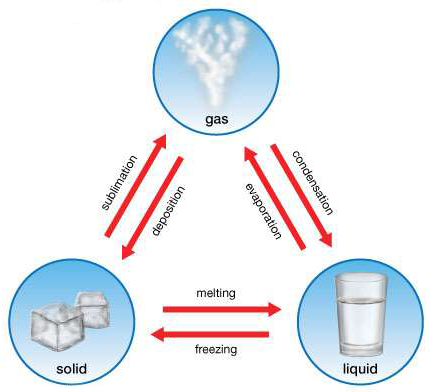 gas
sublimation
deposition
evaporation
condensation
melting
freezing
solid
liquid